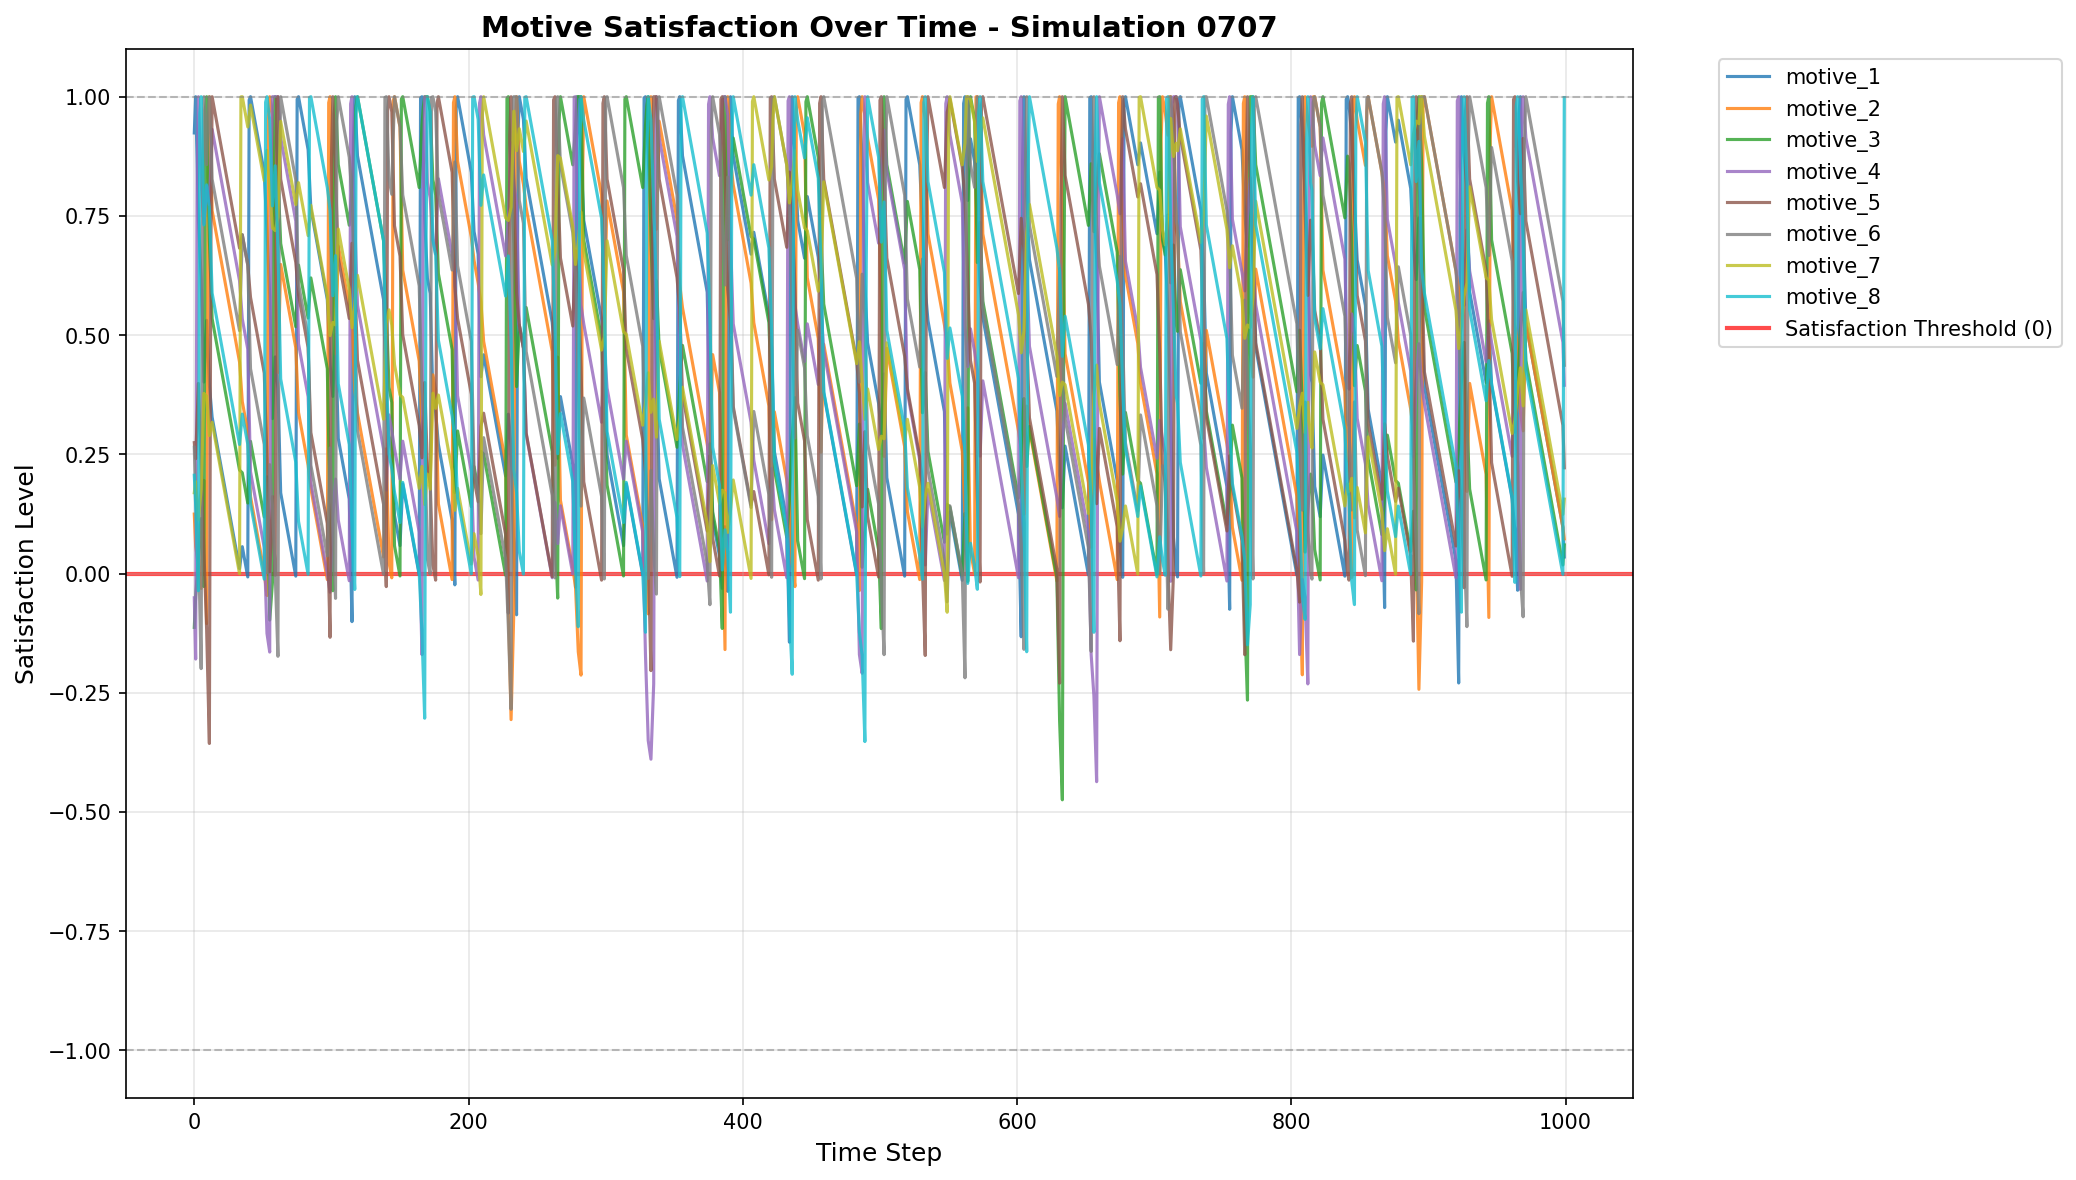 Motive Satisfaction Over Time - Simulation 0707
1.00
0.75
0.50
0.25
0.00
−0.25
−0.50
−0.75
−1.00
Satisfaction Level
0
200
400
600
800
1000
Time Step
motive_1
motive_2
motive_3
motive_4
motive_5
motive_6
motive_7
motive_8
Satisfaction Threshold (0)